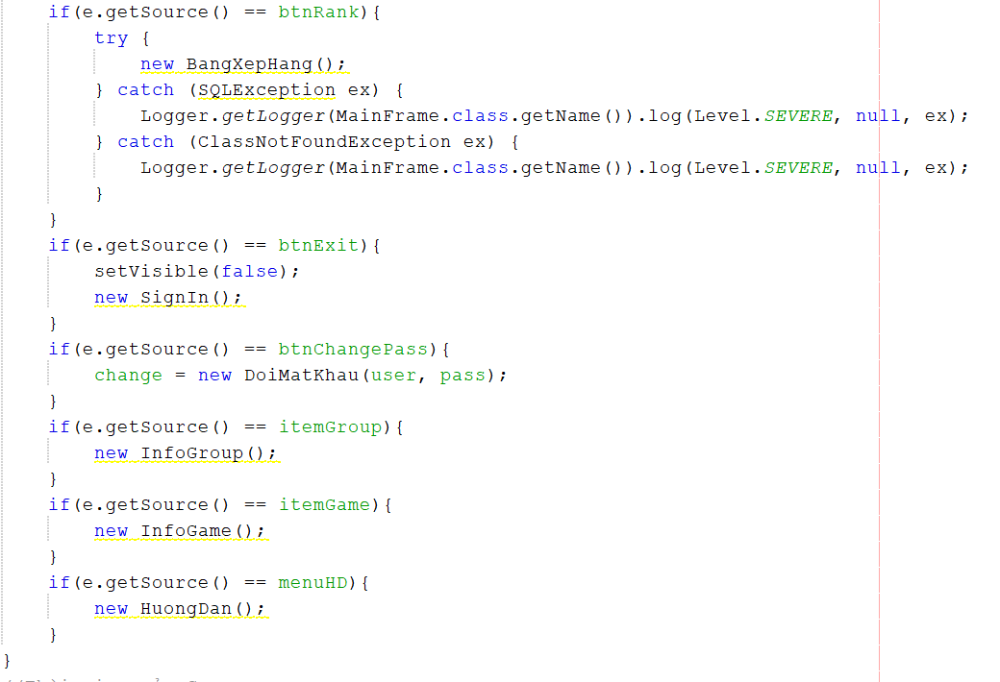 if(e.getSource() == btnRank){
try {
new BangXepHang();
} catch (SQLException ex) {
Logger.getLogger(MainFrame.class.getName()).log(Level.SEVERE, null, ex);
} catch (ClassNotFoundException ex) {
Logger.getLogger(MainFrame.class.getName()).log(Level.SEVERE, null, ex);
}
}
if(e.getSource() == btnExit){
setVisible(false);
new SignIn();
}
if(e.getSource() == btnChangePass){
change = new DoiMatKhau(user, pass);
}
if(e.getSource() == itemGroup){
new InfoGroup();
}
if(e.getSource() == itemGame){
new InfoGame();
}
if(e.getSource() == menuHD){
new HuongDan();
}
}